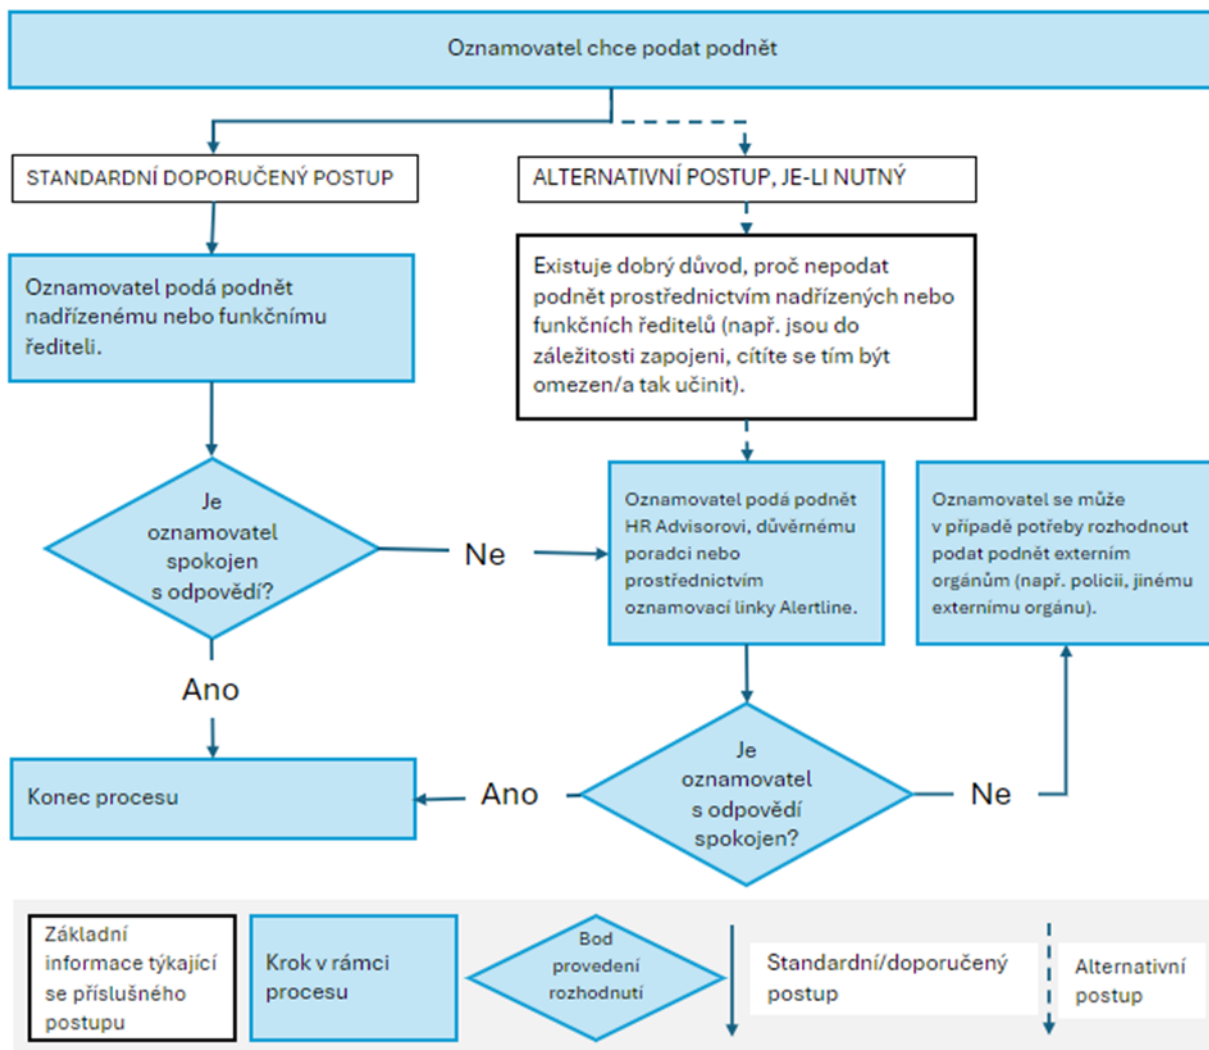 Oznamovatel chce podat podnět
STANDARDNÍ DOPORUČENÝ POSTUP
ALTERNATIVNÍ POSTUP, JE-LI NUTNÝ
Oznamovatel podá podnět
nadřízenému nebo funkčnímu
řediteli.
Existuje dobrý důvod, proč nepodat
podnět prostřednictvím nadřízených nebo
funkčních ředitelů (např. jsou do
záležitosti zapojeni, cítíte se tím být
omezen/a tak učinit).
Je
oznamovatel
spokojen
s odpovědí?
Ne
Oznamovatel podá podnět
HR Advisorovi, důvěrnému
poradci nebo
prostřednictvím
oznamovací linky Alertline.
Oznamovatel se může
v případě potřeby rozhodnout
podat podnět externím
orgánům (např. policii, jinému
externímu orgánu).
Ano
Konec procesu
Ano
Je
oznamovatel
s odpovědí
spokojen?
Ne
Základní
informace týkající
se příslušného
postupu
Krok v rámci
procesu
Bod
provedení
rozhodnutí
Standardní/doporučený
postup
Alternativní
postup